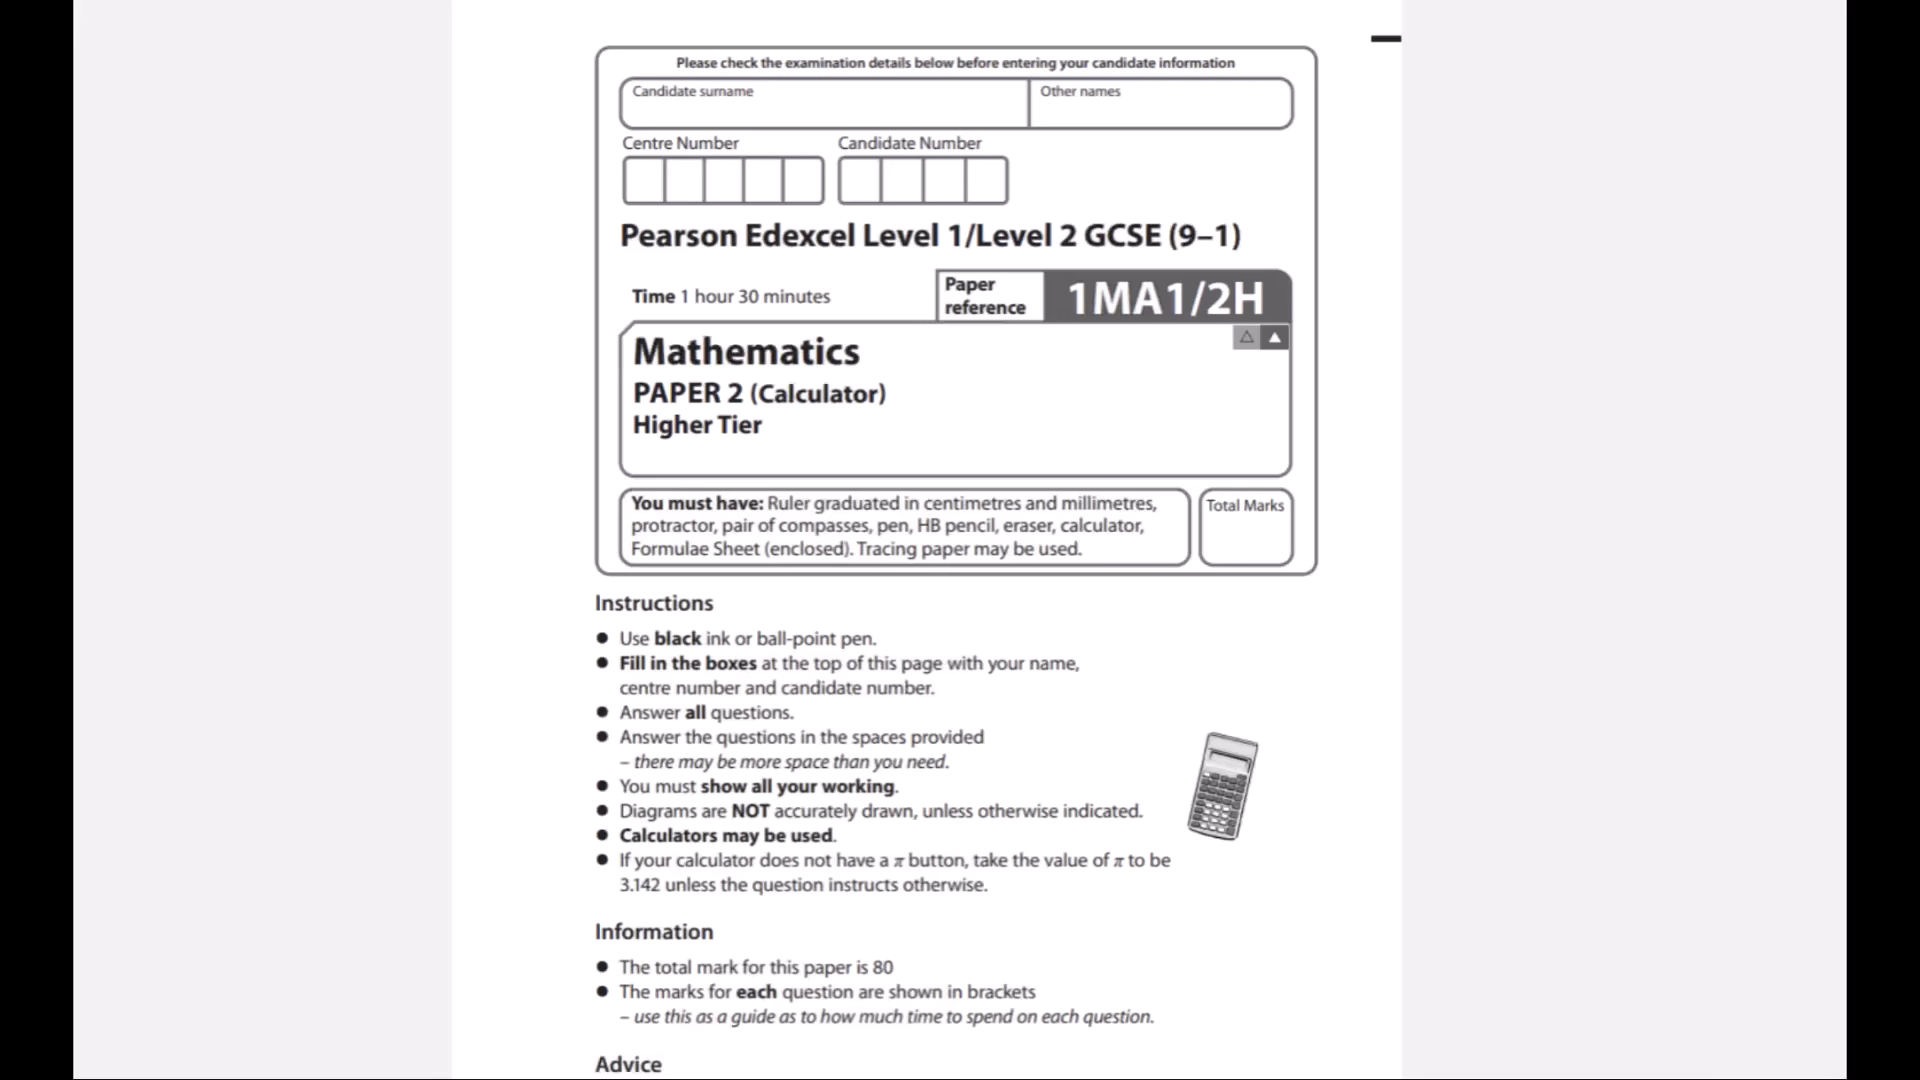 Please check the examination details below before entering your candidate information
Candidate surname
Other names
Centre Number
Candidate Number
Pearson Edexcel Level 1/Level 2 GCSE (9–1)
Time 1 hour 30 minutes
Paper
reference
1MA1/2H
Mathematics
PAPER 2 (Calculator)
Higher Tier
You must have: Ruler graduated in centimetres and millimetres,
protractor, pair of compasses, pen, HB pencil, eraser, calculator,
Formulae Sheet (enclosed). Tracing paper may be used.
Total Marks
Instructions
● Use black ink or ball-point pen.
● Fill in the boxes at the top of this page with your name,
centre number and candidate number.
● Answer all questions.
● Answer the questions in the spaces provided
– there may be more space than you need.
● You must show all your working.
● Diagrams are NOT accurately drawn, unless otherwise indicated.
● Calculators may be used.
● If your calculator does not have a π button, take the value of π to be
3.142 unless the question instructs otherwise.
Information
● The total mark for this paper is 80
● The marks for each question are shown in brackets
– use this as a guide as to how much time to spend on each question.
Advice